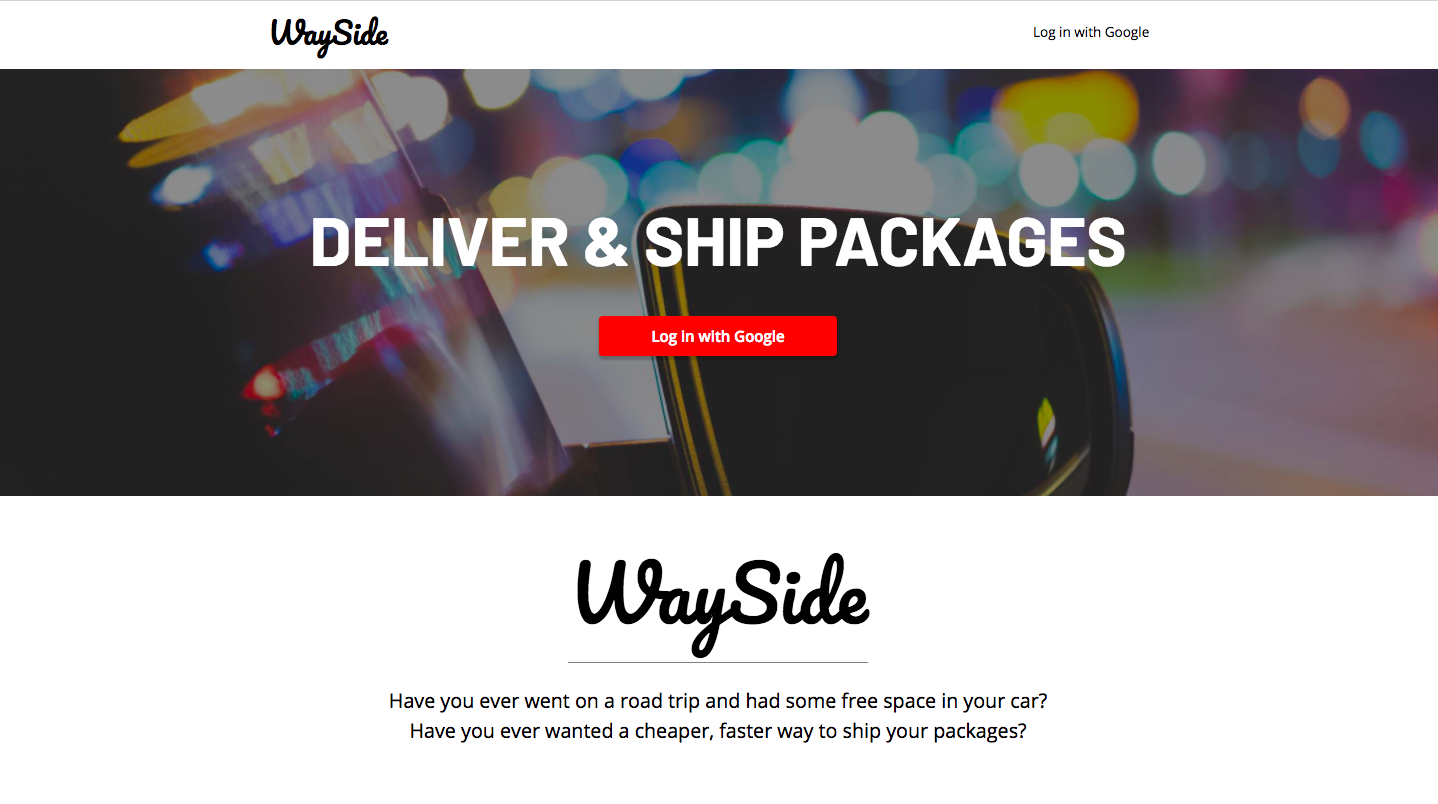 WaySide
Log in with Google
DELIVER & SHIP PACKAGES
Log in with Google
WaySide
Have you ever went on a road trip and had some free space in your car?
Have you ever wanted a cheaper, faster way to ship your packages?